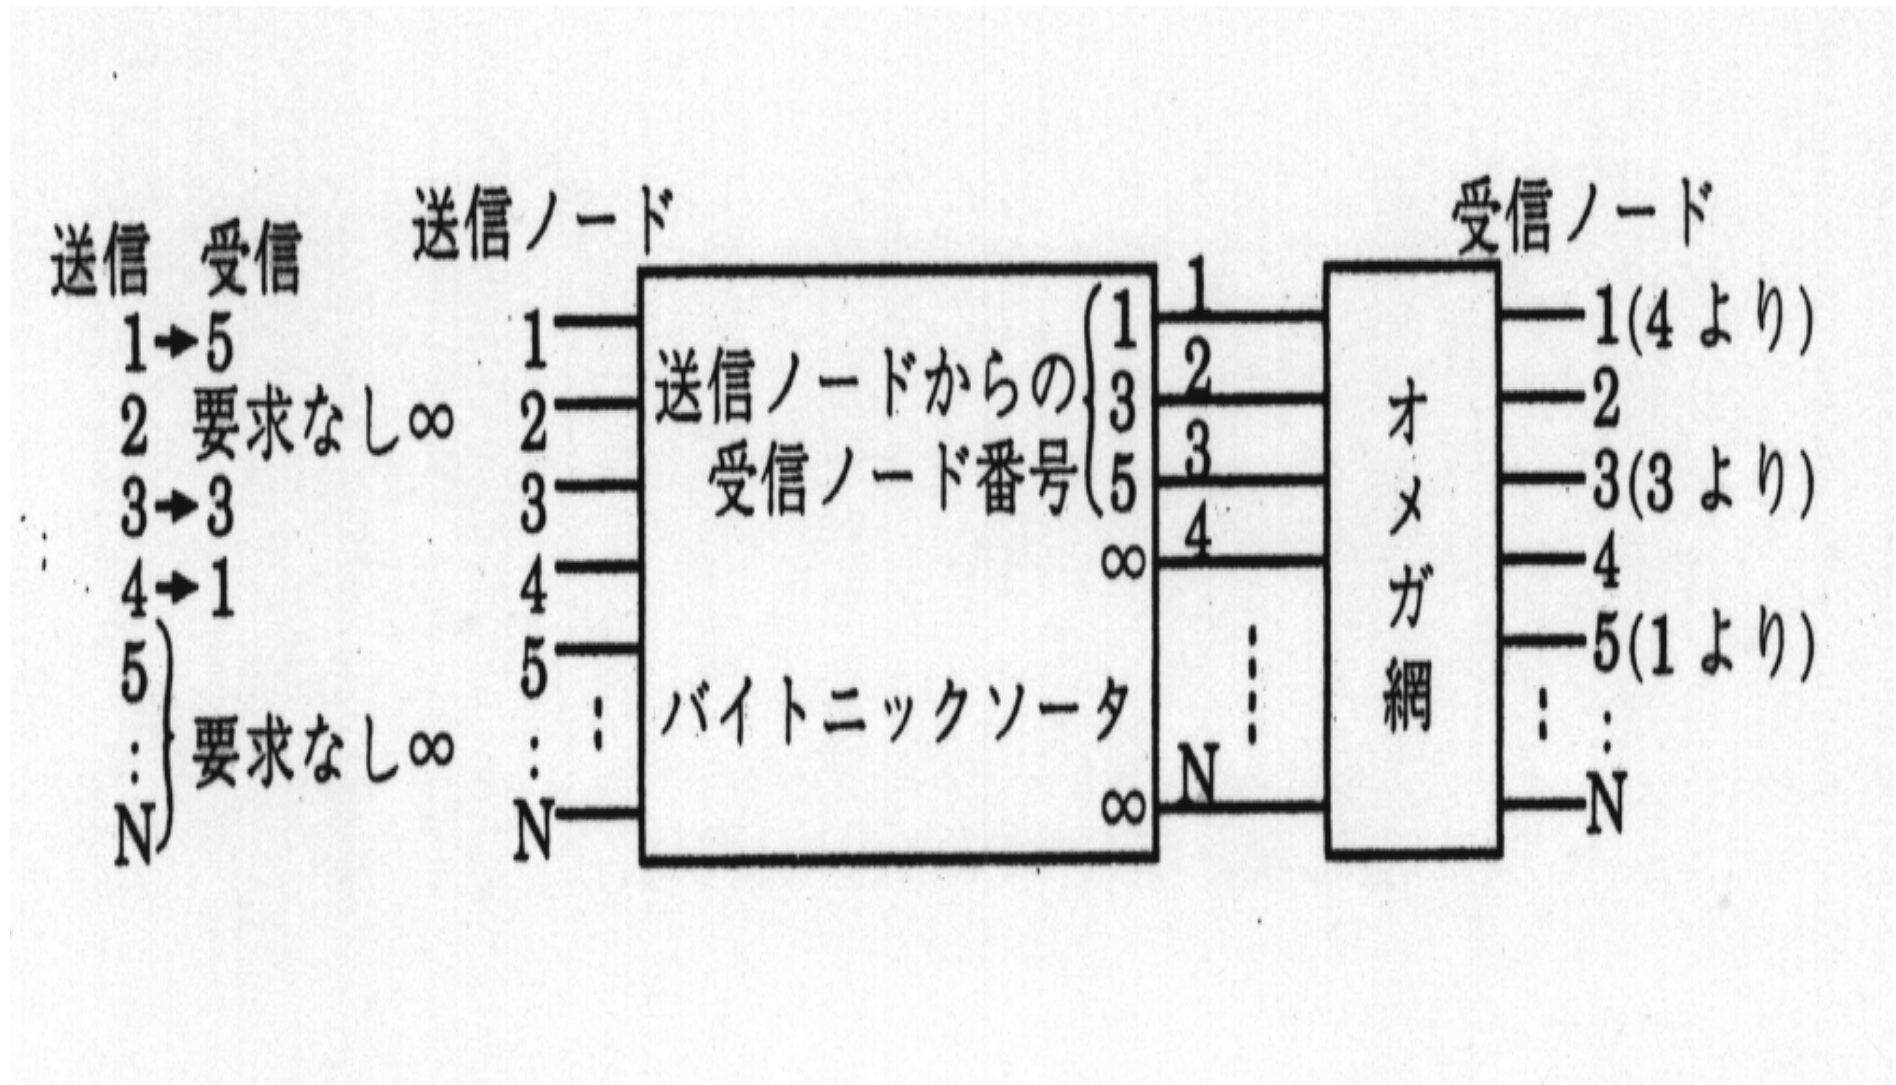 送信 受信
1→5
2 要求なし∞
3→3
4→1
5
⋮ 要求なし∞
N
送信ノード
1
2
3
4
5
⋮
N
送信ノードからの
受信ノード番号
1
3
5
∞
バイトニックソータ
∞
1
2
3
4
⋮
N
オメガ網
受信ノード
1(4より)
2
3(3より)
4
5(1より)
⋮
N